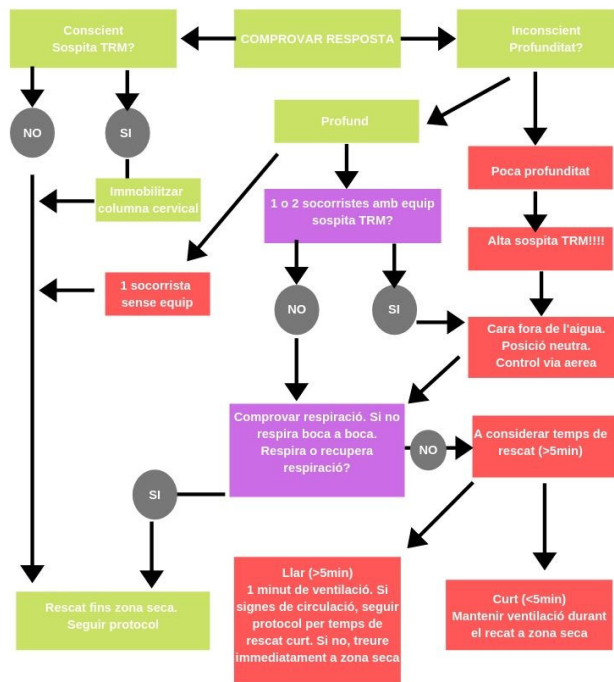 Conscient
Sospita TRM?
COMPROVAR RESPOSTA
Inconscient
Profunditat?
NO
SI
Profund
Poca profunditat
Immobilitzar
columna cervical
1 o 2 socorristes amb equip
sospita TRM?
Alta sospita TRM!!!!
1 socorrista
sense equip
NO
SI
Cara fora de l'aigua.
Posició neutra.
Control via aerea
Comprovar respiració. Si no
respira boca a boca.
Respira o recupera
respiració?
NO
A considerar temps de
rescat (>5min)
SI
Llar (>5min)
1 minut de ventilació. Si
signes de circulació, seguir
protocol per temps de
rescat curt. Si no, treure
immediatament a zona seca
Curt (<5min)
Mantenir ventilació durant
el recat a zona seca
Rescat fins zona seca.
Seguir protocol